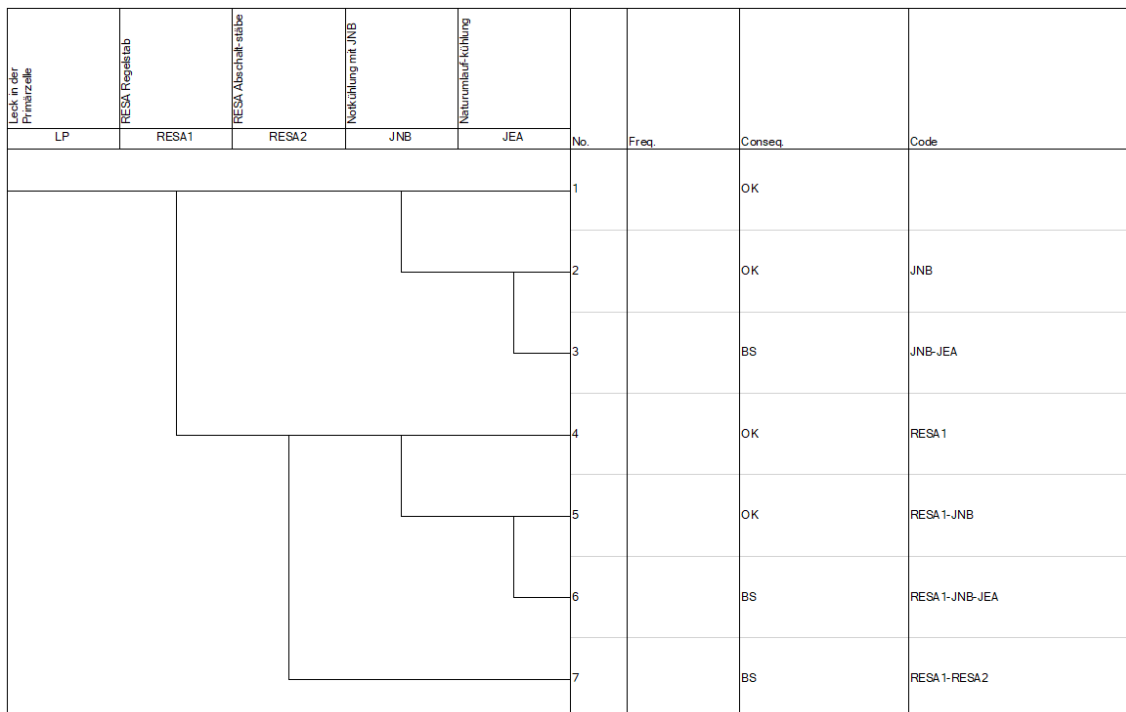 Leck in der
Primärzelle
RESA Regelstab
RESA Abschalt-stäbe
Notkühlung mit JNB
Naturumlauf-kühlung
LP RESA1 RESA2 JNB JEA No. Freq. Conseq. Code
1 OK
2 OK JNB
3 BS JNB-JEA
4 OK RESA1
5 OK RESA1-JNB
6 BS RESA1-JNB-JEA
7 BS RESA1-RESA2